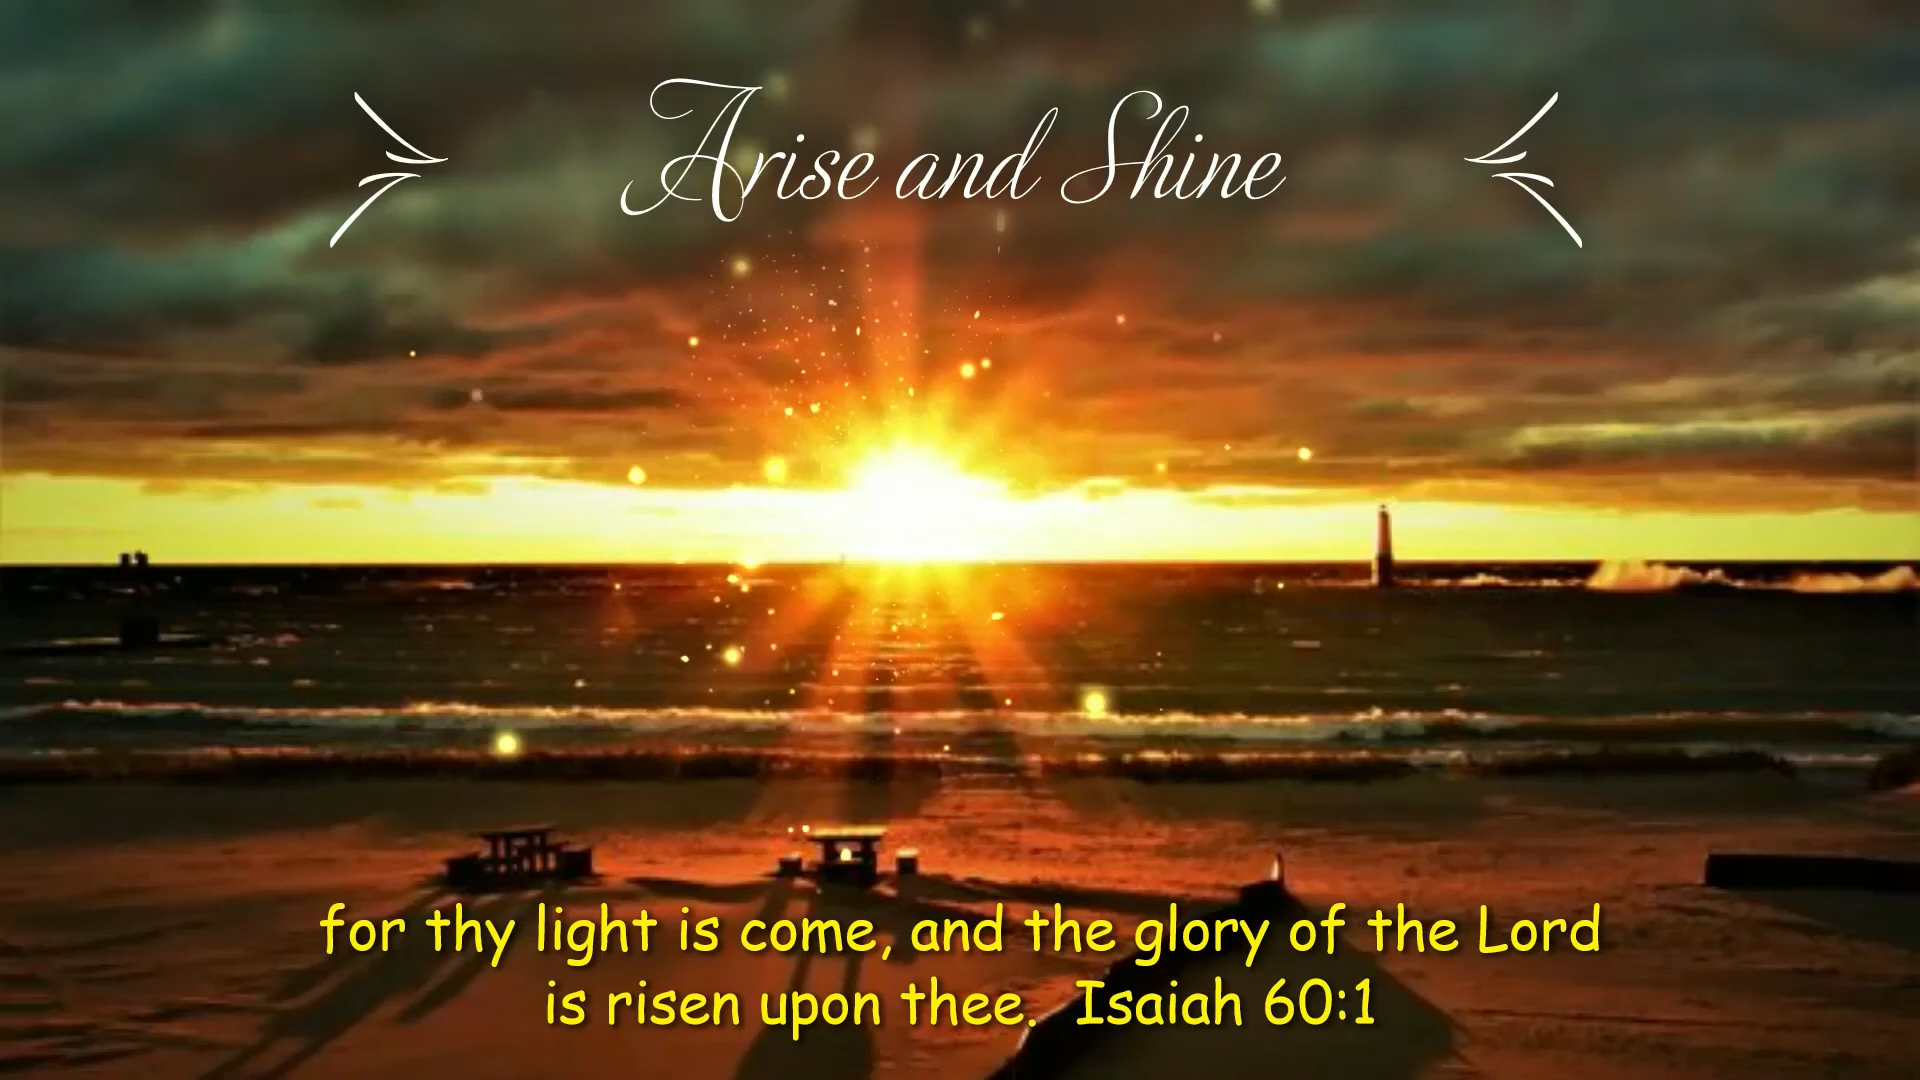 Arise and Shine
for thy light is come, and the glory of the Lord
is risen upon thee.  Isaiah 60:1